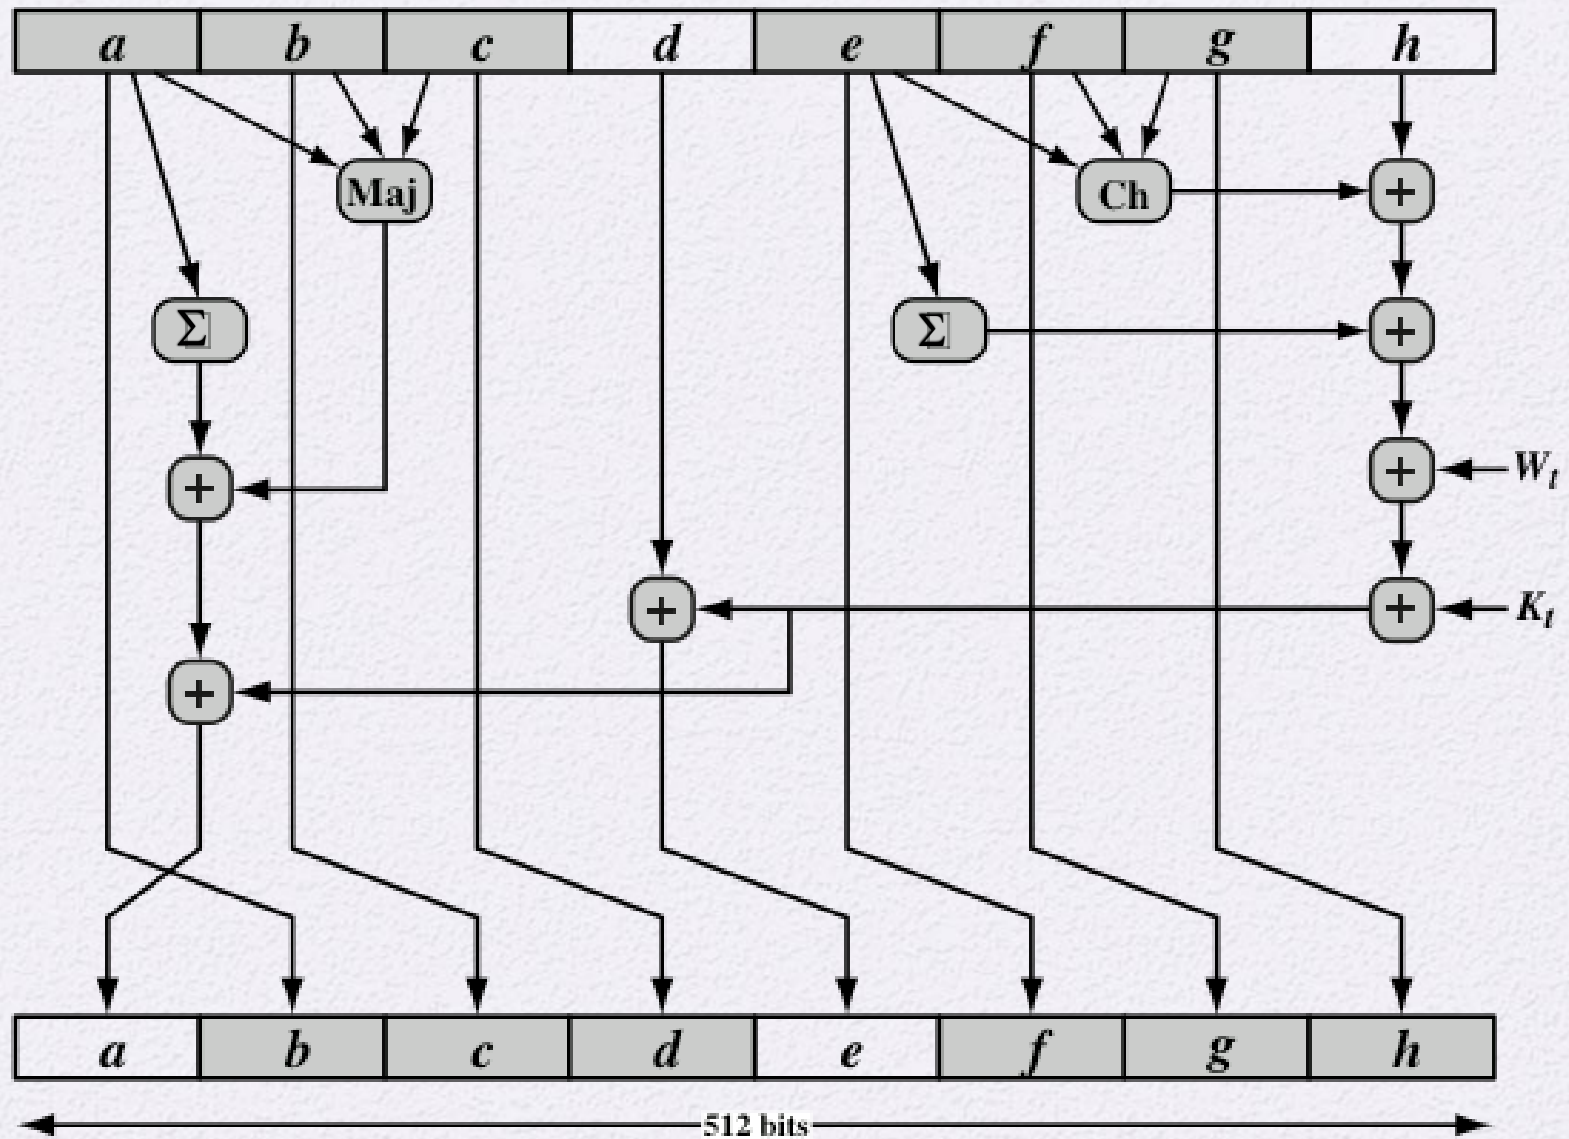 a b c d e f g h
Maj Ch +
Σ Σ +
+ + W_t
+ + K_t
+
a b c d e f g h
512 bits